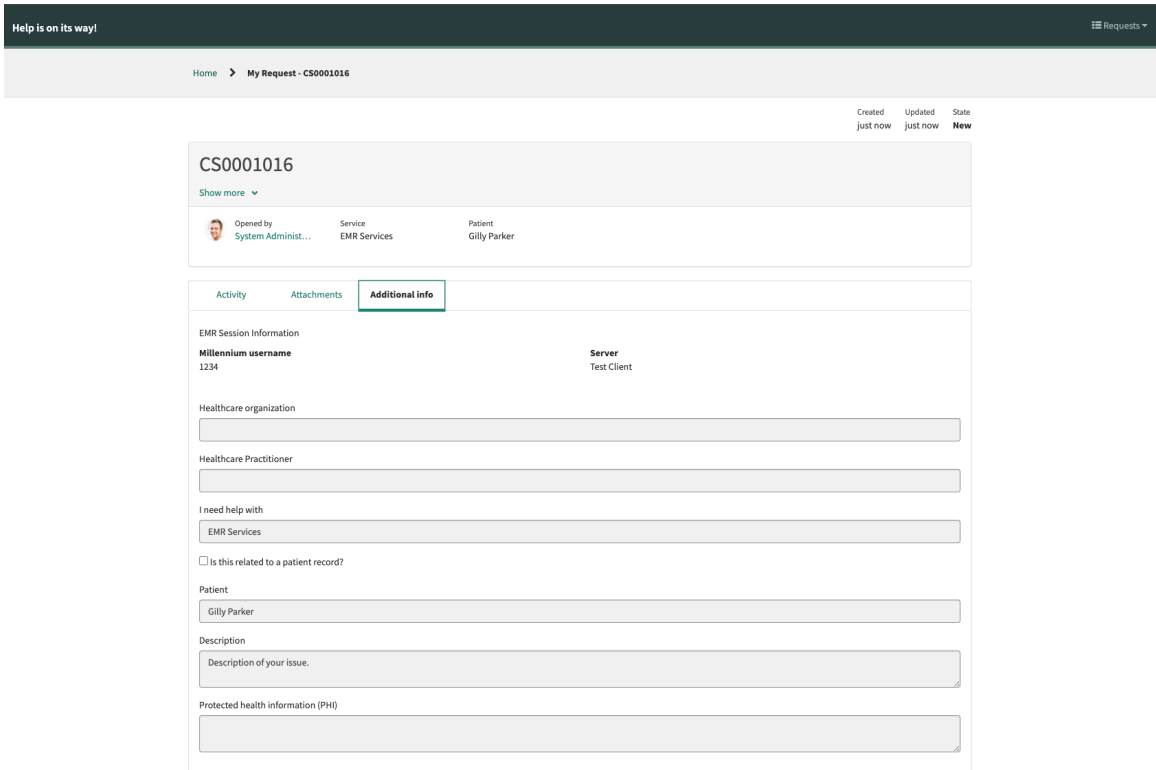 Help is on its way!
Requests
Home > My Request - CS0001016
Created Updated State
just now just now New
CS0001016
Show more
Opened by Service Patient
System Administ... EMR Services Gilly Parker
Activity Attachments Additional info
EMR Session Information
Millennium username Server
1234 Test Client
Healthcare organization
Healthcare Practitioner
I need help with
EMR Services
Is this related to a patient record?
Patient
Gilly Parker
Description
Description of your issue.
Protected health information (PHI)